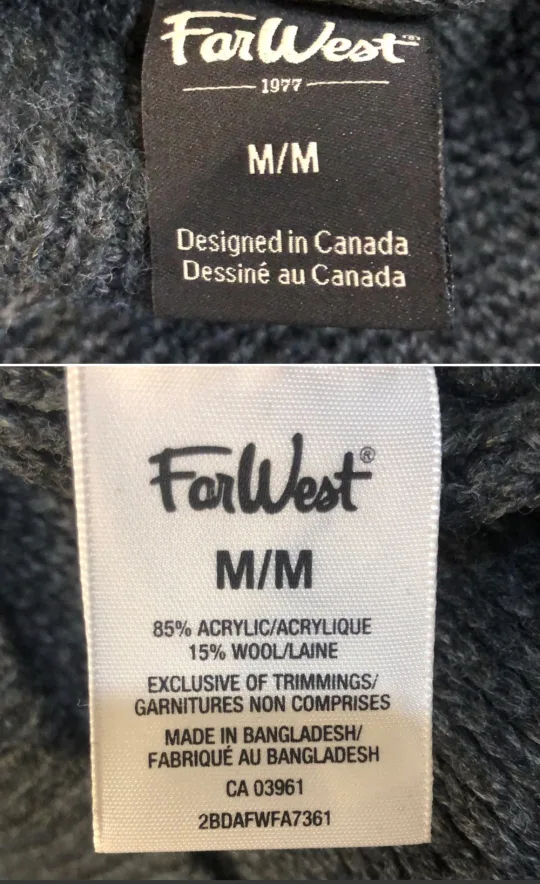 FarWest
1977
M/M
Designed in Canada
Dessiné au Canada
FarWest®
M/M
85% ACRYLIC/ACRYLIQUE
15% WOOL/LAINE
EXCLUSIVE OF TRIMMINGS/
GARNITURES NON COMPRISES
MADE IN BANGLADESH/
FABRIQUÉ AU BANGLADESH
CA 03961
2BDAFWFA7361